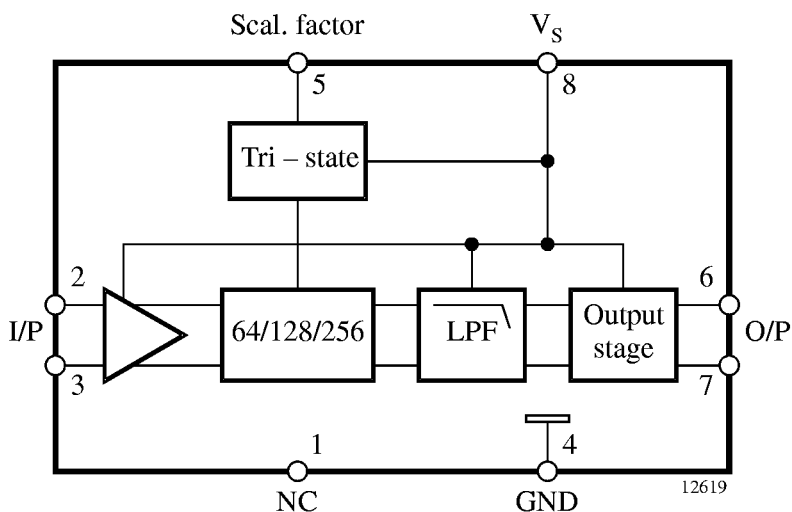 Scal. factor
VS
5
8
Tri – state
2
6
I/P
64/128/256
LPF
Output
stage
O/P
3
7
1
4
NC
GND
12619